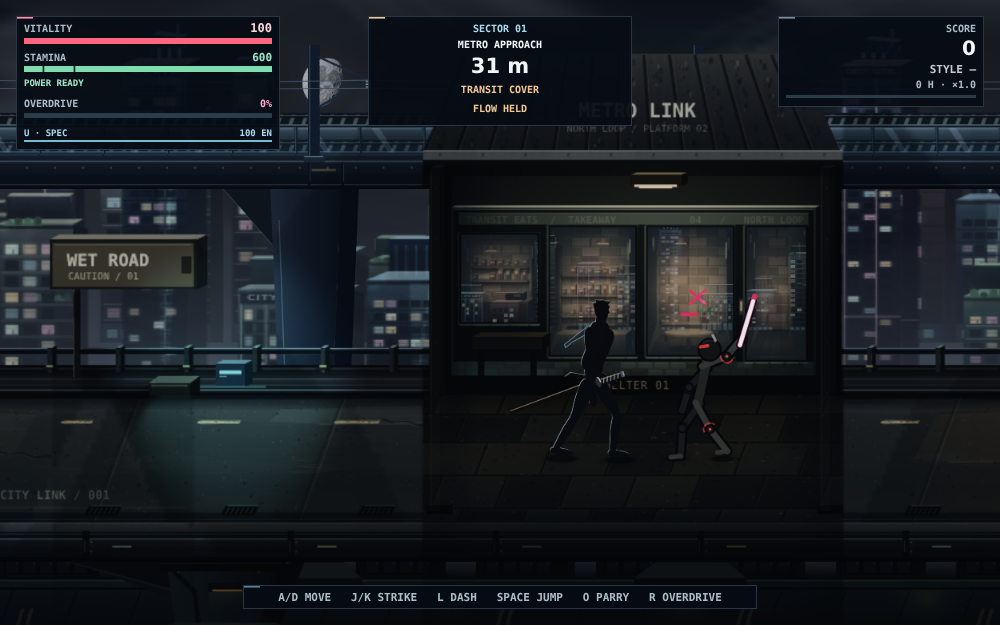 VITALITY 100
STAMINA 600
POWER READY
OVERDRIVE 0%
U · SPEC 100 EN
SECTOR 01
METRO APPROACH
31 m
TRANSIT COVER
FLOW HELD
SCORE
0
STYLE —
0 H · ×1.0
METRO LINK
NORTH LOOP / PLATFORM 02
TRANSIT EATS / TAKEAWAY 04 / NORTH LOOP
WET ROAD
CAUTION / 01
CITY
SHELTER 01
CITY LINK / 001
A/D MOVE J/K STRIKE L DASH SPACE JUMP O PARRY R OVERDRIVE